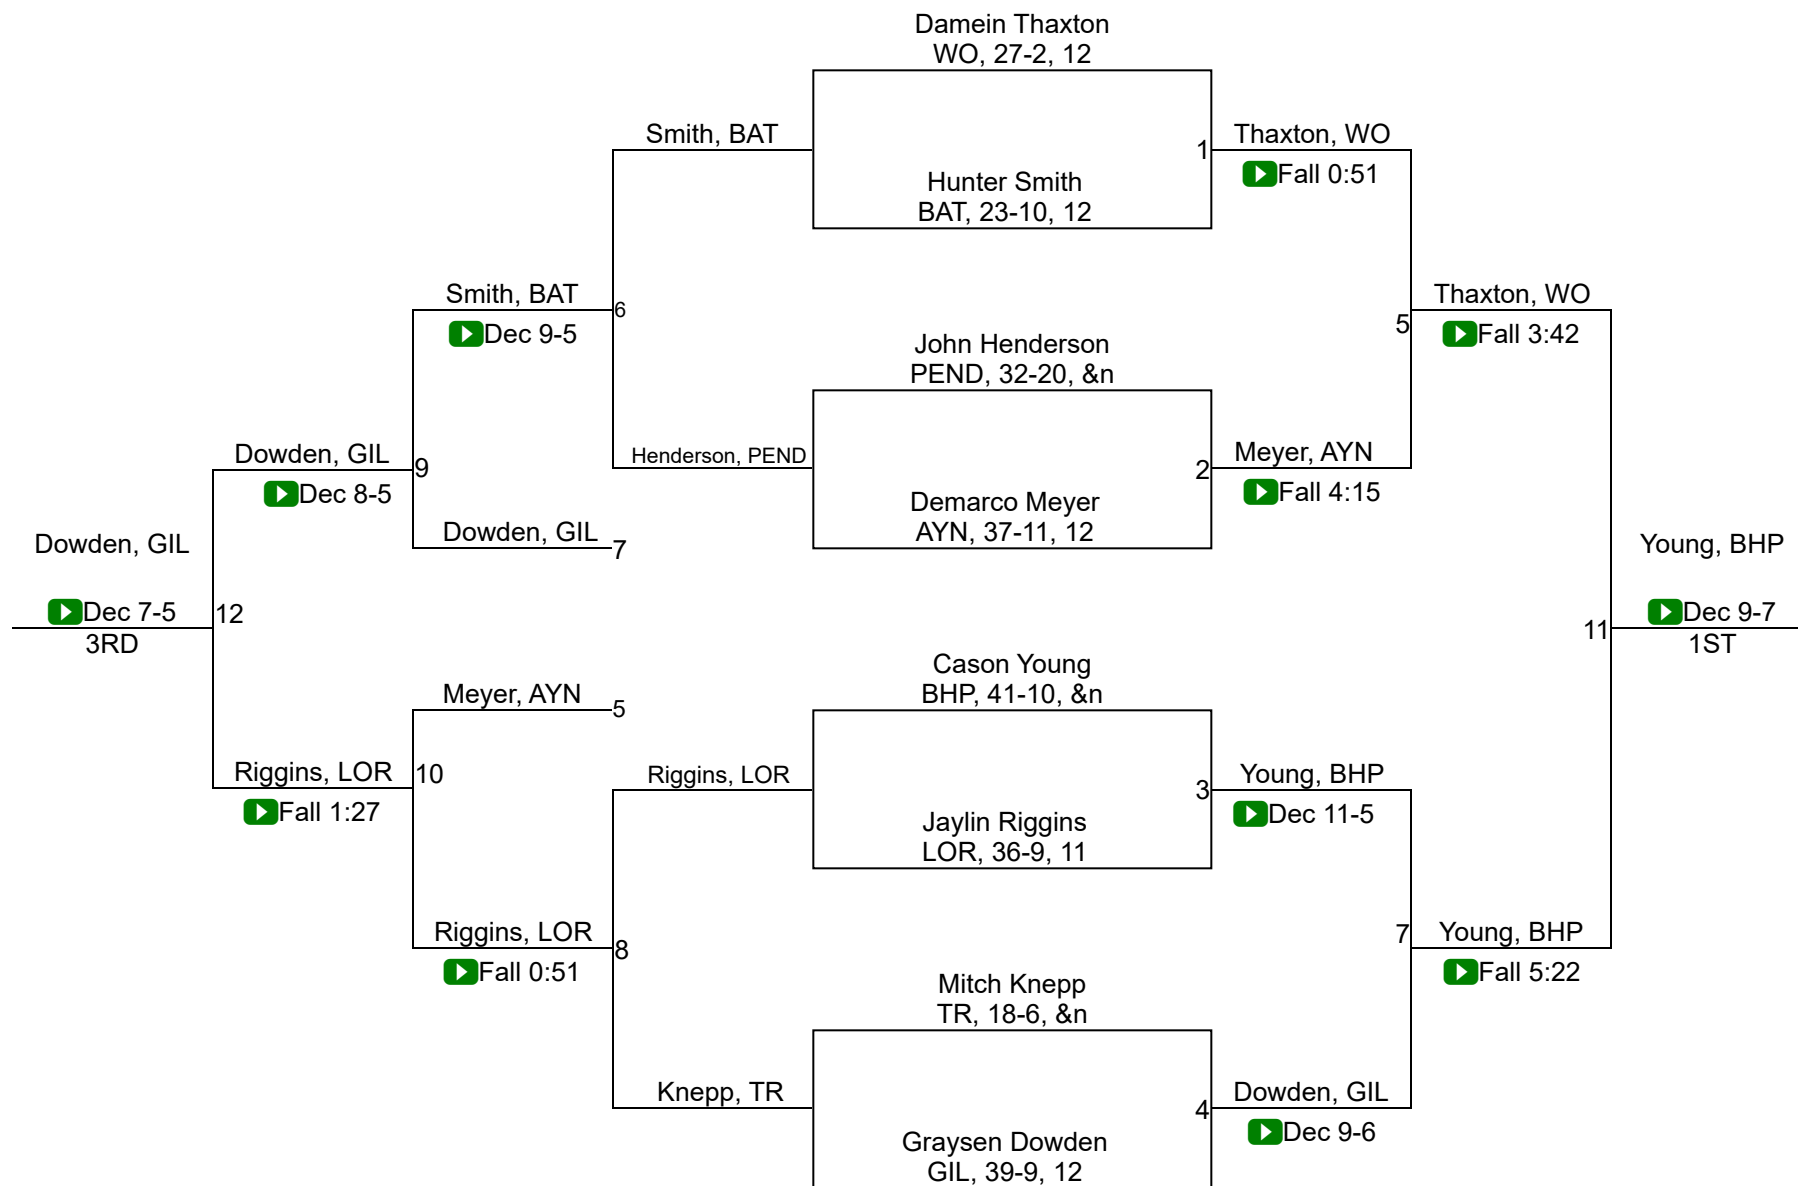 Damein Thaxton
WO, 27-2, 12
Smith, BAT
1
Thaxton, WO
Fall 0:51
Hunter Smith
BAT, 23-10, 12
Smith, BAT
Dec 9-5
6
Thaxton, WO
Fall 3:42
5
John Henderson
PEND, 32-20, &n
Dowden, GIL
Dec 8-5
9
Henderson, PEND
2
Meyer, AYN
Fall 4:15
Demarco Meyer
AYN, 37-11, 12
Dowden, GIL
7
Dowden, GIL
Dec 7-5
3RD
12
Young, BHP
Dec 9-7
1ST
11
Cason Young
BHP, 41-10, &n
Meyer, AYN
5
Riggins, LOR
Fall 1:27
10
Riggins, LOR
3
Young, BHP
Dec 11-5
Jaylin Riggins
LOR, 36-9, 11
Riggins, LOR
Fall 0:51
8
7
Young, BHP
Fall 5:22
Mitch Knepp
TR, 18-6, &n
Knepp, TR
4
Dowden, GIL
Dec 9-6
Graysen Dowden
GIL, 39-9, 12